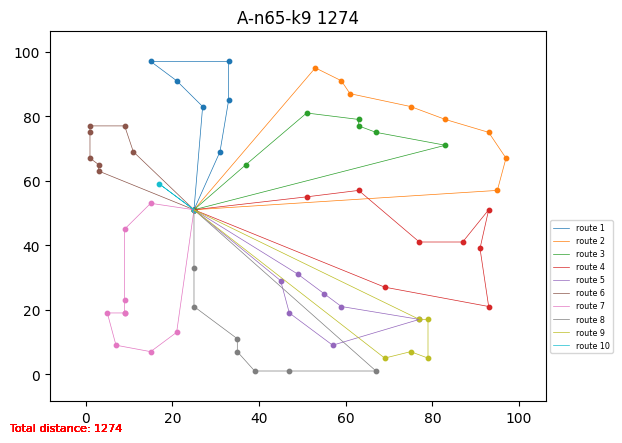 A-n65-k9 1274
100
80
60
40
20
0
0 20 40 60 80 100
route 1
route 2
route 3
route 4
route 5
route 6
route 7
route 8
route 9
route 10
Total distance: 1274